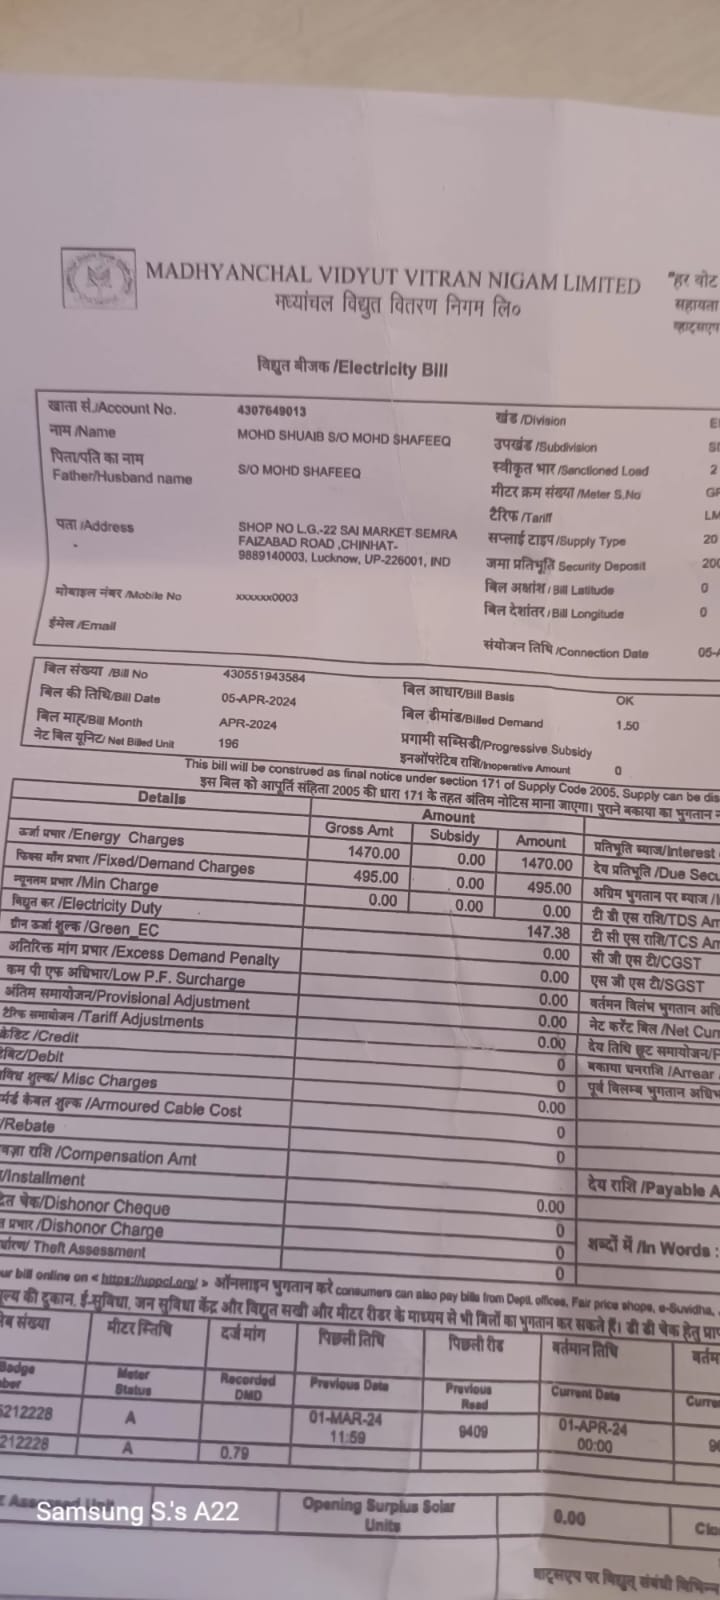 MADHYANCHAL VIDYUT VITRAN NIGAM LIMITED
मध्यांचल विद्युत वितरण निगम लि०
"हर वोट
सहायता
व्हाट्सएप
विद्युत बीजक /Electricity Bill
खाता सं./Account No. 4307649013
नाम /Name MOHD SHUAIB S/O MOHD SHAFEEQ
पिता/पति का नाम
Father/Husband name S/O MOHD SHAFEEQ
पता /Address SHOP NO L.G.-22 SAI MARKET SEMRA
FAIZABAD ROAD ,CHINHAT-
9889140003, Lucknow, UP-226001, IND
मोबाइल नंबर /Mobile No xxxxxx0003
ईमेल /Email
खंड /Division
उपखंड /Subdivision
स्वीकृत भार /Sanctioned Load 2
मीटर क्रम संख्या /Meter S.No
टैरिफ /Tariff LM
सप्लाई टाइप /Supply Type 20
जमा प्रतिभूति Security Deposit 200
बिल अक्षांश / Bill Latitude 0
बिल देशांतर / Bill Longitude 0
संयोजन तिथि /Connection Date 05-
बिल संख्या /Bill No 430551943584
बिल की तिथि/Bill Date 05-APR-2024
बिल माह/Bill Month APR-2024
नेट बिल यूनिट/ Net Billed Unit 196
बिल आधार/Bill Basis OK
बिल डीमांड/Billed Demand 1.50
प्रगामी सब्सिडी/Progressive Subsidy
इनऑपरेटिव राशि/Inoperative Amount 0
This bill will be construed as final notice under section 171 of Supply Code 2005. Supply can be dis
इस बिल को आपूर्ति संहिता 2005 की धारा 171 के तहत अंतिम नोटिस माना जाएगा। पुराने बकाया का भुगतान
Details Amount
Gross Amt Subsidy Amount
ऊर्जा प्रभार /Energy Charges 1470.00 0.00 1470.00
फिक्स माँग प्रभार /Fixed/Demand Charges 495.00 0.00 495.00
न्यूनतम प्रभार /Min Charge 0.00 0.00 0.00
विद्युत कर /Electricity Duty 147.38
ग्रीन ऊर्जा शुल्क /Green_EC 0.00
अतिरिक्त मांग प्रभार /Excess Demand Penalty 0.00
कम पी एफ अधिभार/Low P.F. Surcharge 0.00
अंतिम समायोजन/Provisional Adjustment 0.00
टैरिफ समायोजन /Tariff Adjustments 0.00
क्रेडिट /Credit 0
डेबिट/Debit 0
विध शुल्क/ Misc Charges 0.00
र्मर्ड केबल शुल्क /Armoured Cable Cost 0
/Rebate 0
राशि /Compensation Amt
/Installment 0.00
चेक/Dishonor Cheque 0
प्रभार /Dishonor Charge 0
/ Theft Assessment 0
प्रतिभूति ब्याज/Interest
देय प्रतिभूति /Due Secu
अग्रिम भुगतान पर ब्याज
टी डी एस राशि/TDS Am
टी सी एस राशि/TCS Am
सी जी एस टी/CGST
एस जी एस टी/SGST
वर्तमान विलंब भुगतान अधि
नेट करेंट बिल /Net Cur
देय तिथि छूट समायोजन/
बकाया धनराशि /Arrear
पूर्व विलम्ब भुगतान अधिभ
देय राशि /Payable A
शब्दों में /In Words :
ur bill online on < https://uppcl.org/ > ऑनलाइन भुगतान करे consumers can also pay bills from Deptl. offices, Fair price shops, e-Suvidha,
मूल्य की दुकान, ई-सुविधा, जन सुविधा केंद्र और विद्युत सखी और मीटर रीडर के माध्यम से भी बिलों का भुगतान कर सकते हैं। डी डी चेक हेतु
संख्या मीटर स्तिथि दर्ज मांग पिछली तिथि पिछली रीड वर्तमान तिथि वर्तम
Badge
ber Meter
Status Recorded
DMD Previous Date Previous
Read Current Date Curre
5212228 A 01-MAR-24
11:59 9409 01-APR-24
00:00
212228 A 0.79
Opening Surplus Solar
Units 0.00 Clo
व्हाट्सएप पर विद्युत् संबंधी विभिन्न
Samsung S.'s A22